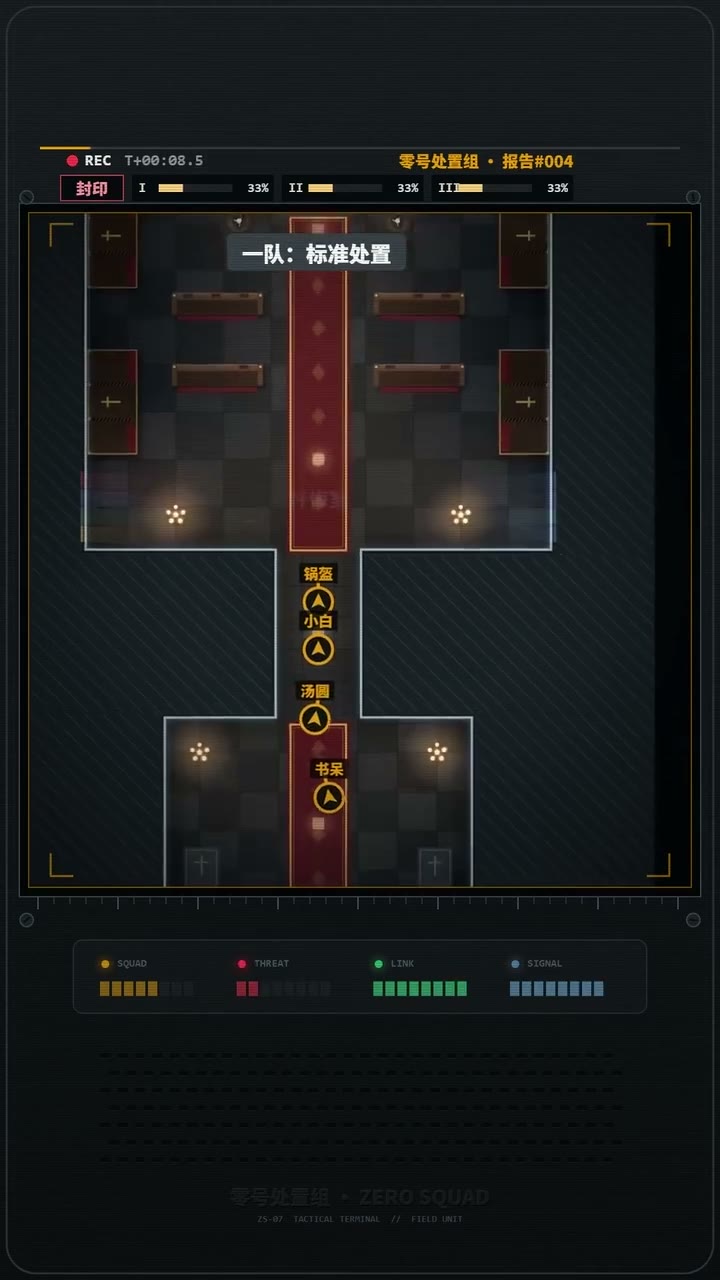 REC T+00:08.5 零号处置组 · 报告#004
封印 I 33% II 33% III 33%
一队: 标准处置
锅盔
小白
汤圆
书呆
SQUAD THREAT LINK SIGNAL
零号处置组 · ZERO SQUAD
ZS-07 TACTICAL TERMINAL // FIELD UNIT